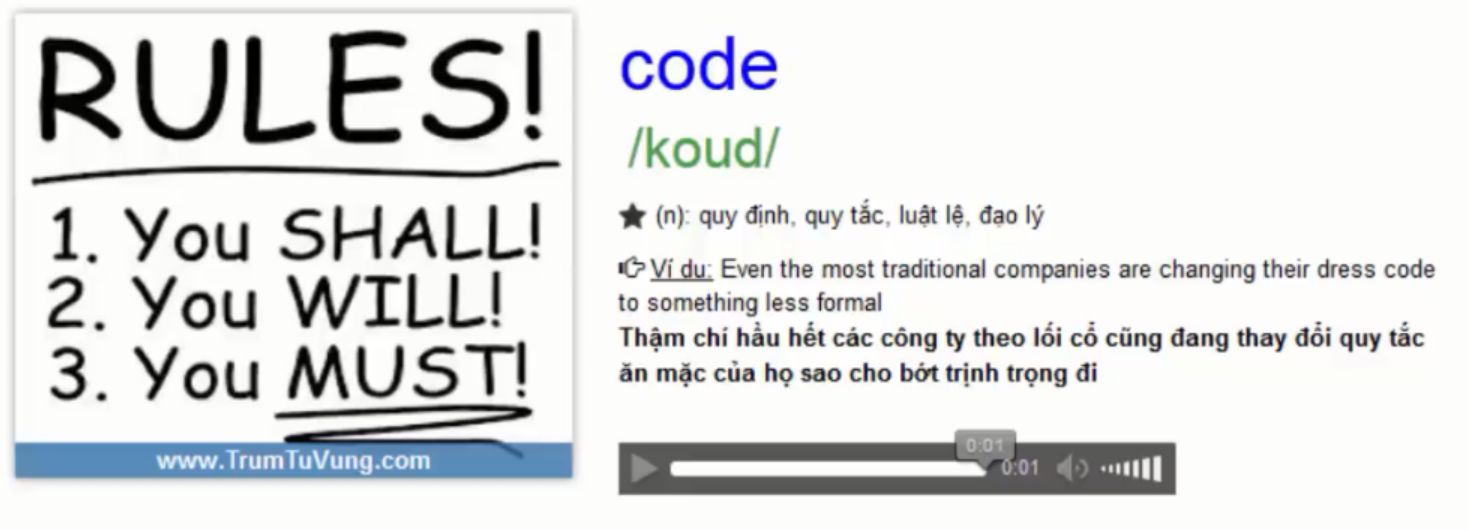 RULES!
1. You SHALL!
2. You WILL!
3. You MUST!
www.TrumTuVung.com
code
/koud/
(n): quy định, quy tắc, luật lệ, đạo lý
Ví du: Even the most traditional companies are changing their dress code
to something less formal
Thậm chí hầu hết các công ty theo lối cổ cũng đang thay đổi quy tắc
ăn mặc của họ sao cho bớt trịnh trọng đi
0:01
0:01